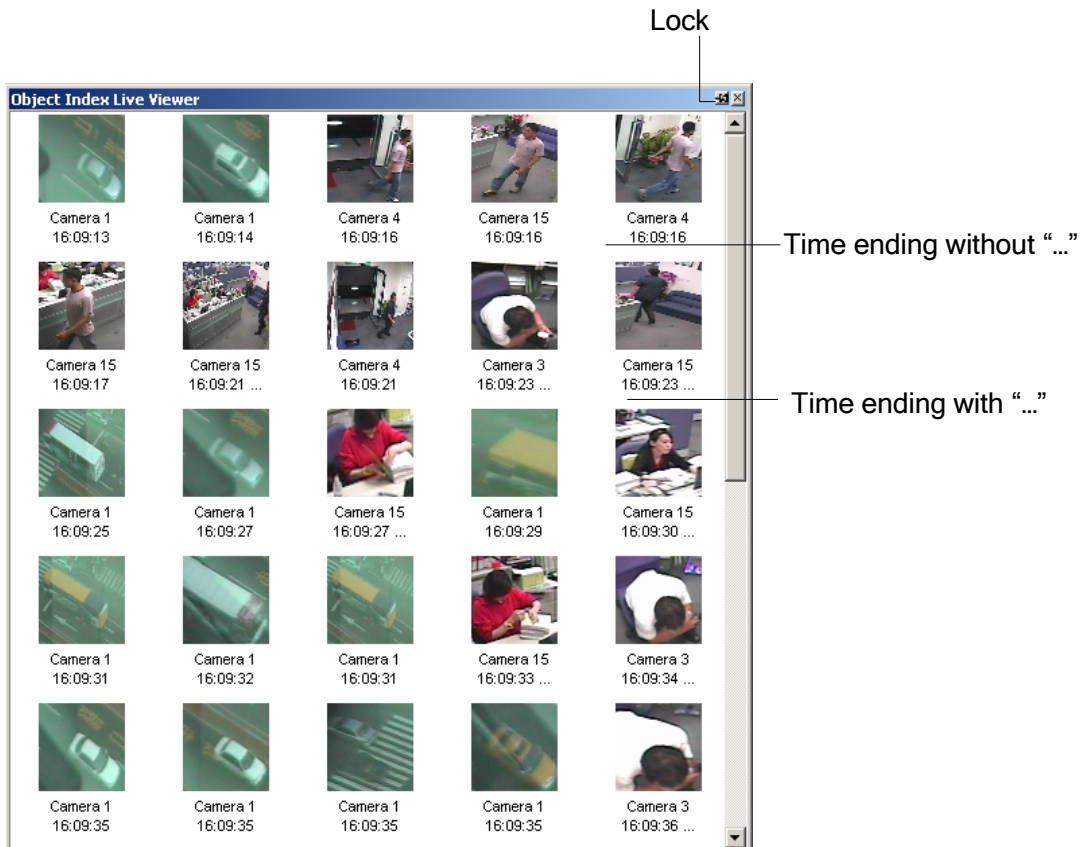 Lock
Object Index Live Viewer
Camera 1 Camera 1 Camera 4 Camera 15 Camera 4
16:09:13 16:09:14 16:09:16 16:09:16 16:09:16
Time ending without “…”
Camera 15 Camera 15 Camera 4 Camera 3 Camera 15
16:09:17 16:09:21 ... 16:09:21 16:09:23 ... 16:09:23 ...
Time ending with “…”
Camera 1 Camera 1 Camera 15 Camera 1 Camera 15
16:09:25 16:09:27 16:09:27 ... 16:09:29 16:09:30 ...
Camera 1 Camera 1 Camera 1 Camera 15 Camera 3
16:09:31 16:09:32 16:09:31 16:09:33 ... 16:09:34 ...
Camera 1 Camera 1 Camera 1 Camera 1 Camera 3
16:09:35 16:09:35 16:09:35 16:09:35 16:09:36 ...